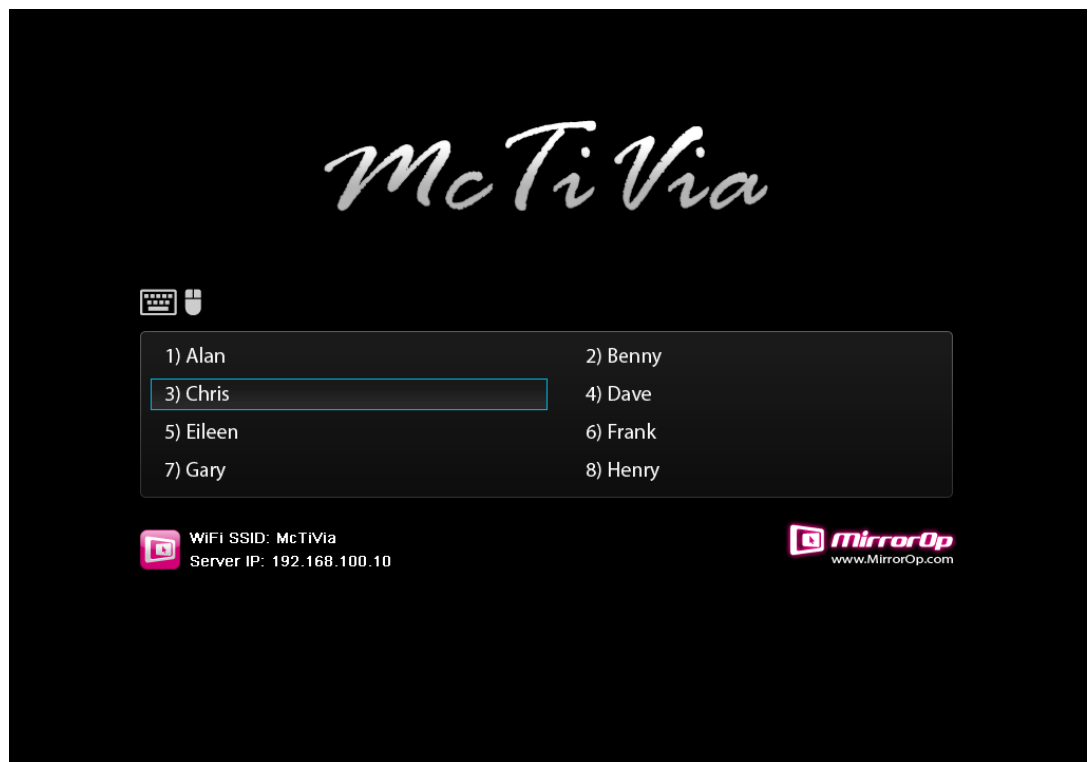 McTiVia
1) Alan 2) Benny
3) Chris 4) Dave
5) Eileen 6) Frank
7) Gary 8) Henry
WiFi SSID: McTiVia
Server IP: 192.168.100.10
MirrorOp
www.MirrorOp.com